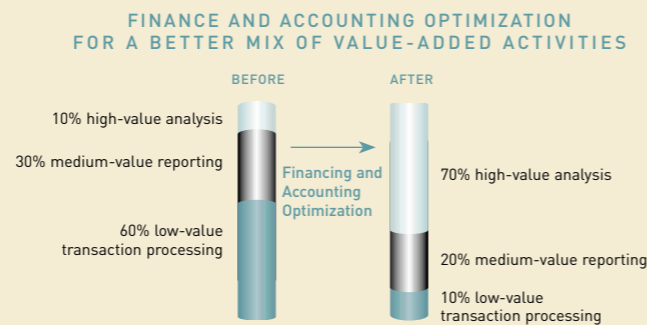 FINANCE AND ACCOUNTING OPTIMIZATION
FOR A BETTER MIX OF VALUE-ADDED ACTIVITIES
BEFORE
AFTER
10% high-value analysis
30% medium-value reporting
60% low-value
transaction processing
Financing and
Accounting
Optimization
70% high-value analysis
20% medium-value reporting
10% low-value
transaction processing